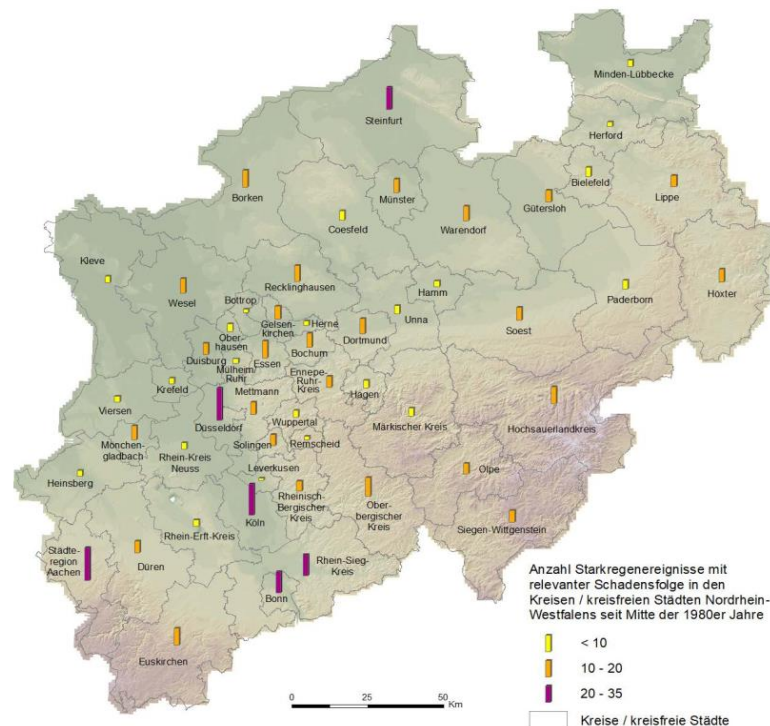 Minden-Lübbecke
Steinfurt
Herford
Borken
Münster
Bielefeld
Lippe
Coesfeld
Warendorf
Gütersloh
Kleve
Wesel
Recklinghausen
Hamm
Paderborn
Höxter
Bottrop
Ober-
hausen
Gelsen-
kirchen
Herne
Unna
Dortmund
Soest
Duisburg
Mülheim/
Ruhr
Essen
Bochum
Ennepe-
Ruhr-
Kreis
Hagen
Krefeld
Mettmann
Viersen
Düsseldorf
Wuppertal
Märkischer Kreis
Hochsauerlandkreis
Mönchen-
gladbach
Rhein-Kreis
Neuss
Solingen
Remscheid
Heinsberg
Leverkusen
Olpe
Köln
Rheinisch-
Bergischer
Kreis
Ober-
bergischer
Kreis
Siegen-Wittgenstein
Rhein-Erft-Kreis
Städte-
region
Aachen
Düren
Rhein-Sieg-
Kreis
Bonn
Euskirchen
Anzahl Starkregenereignisse mit
relevanter Schadensfolge in den
Kreisen / kreisfreien Städten Nordrhein-
Westfalens seit Mitte der 1980er Jahre
< 10
10 - 20
20 - 35
Kreise / kreisfreie Städte
0 25 50
Km